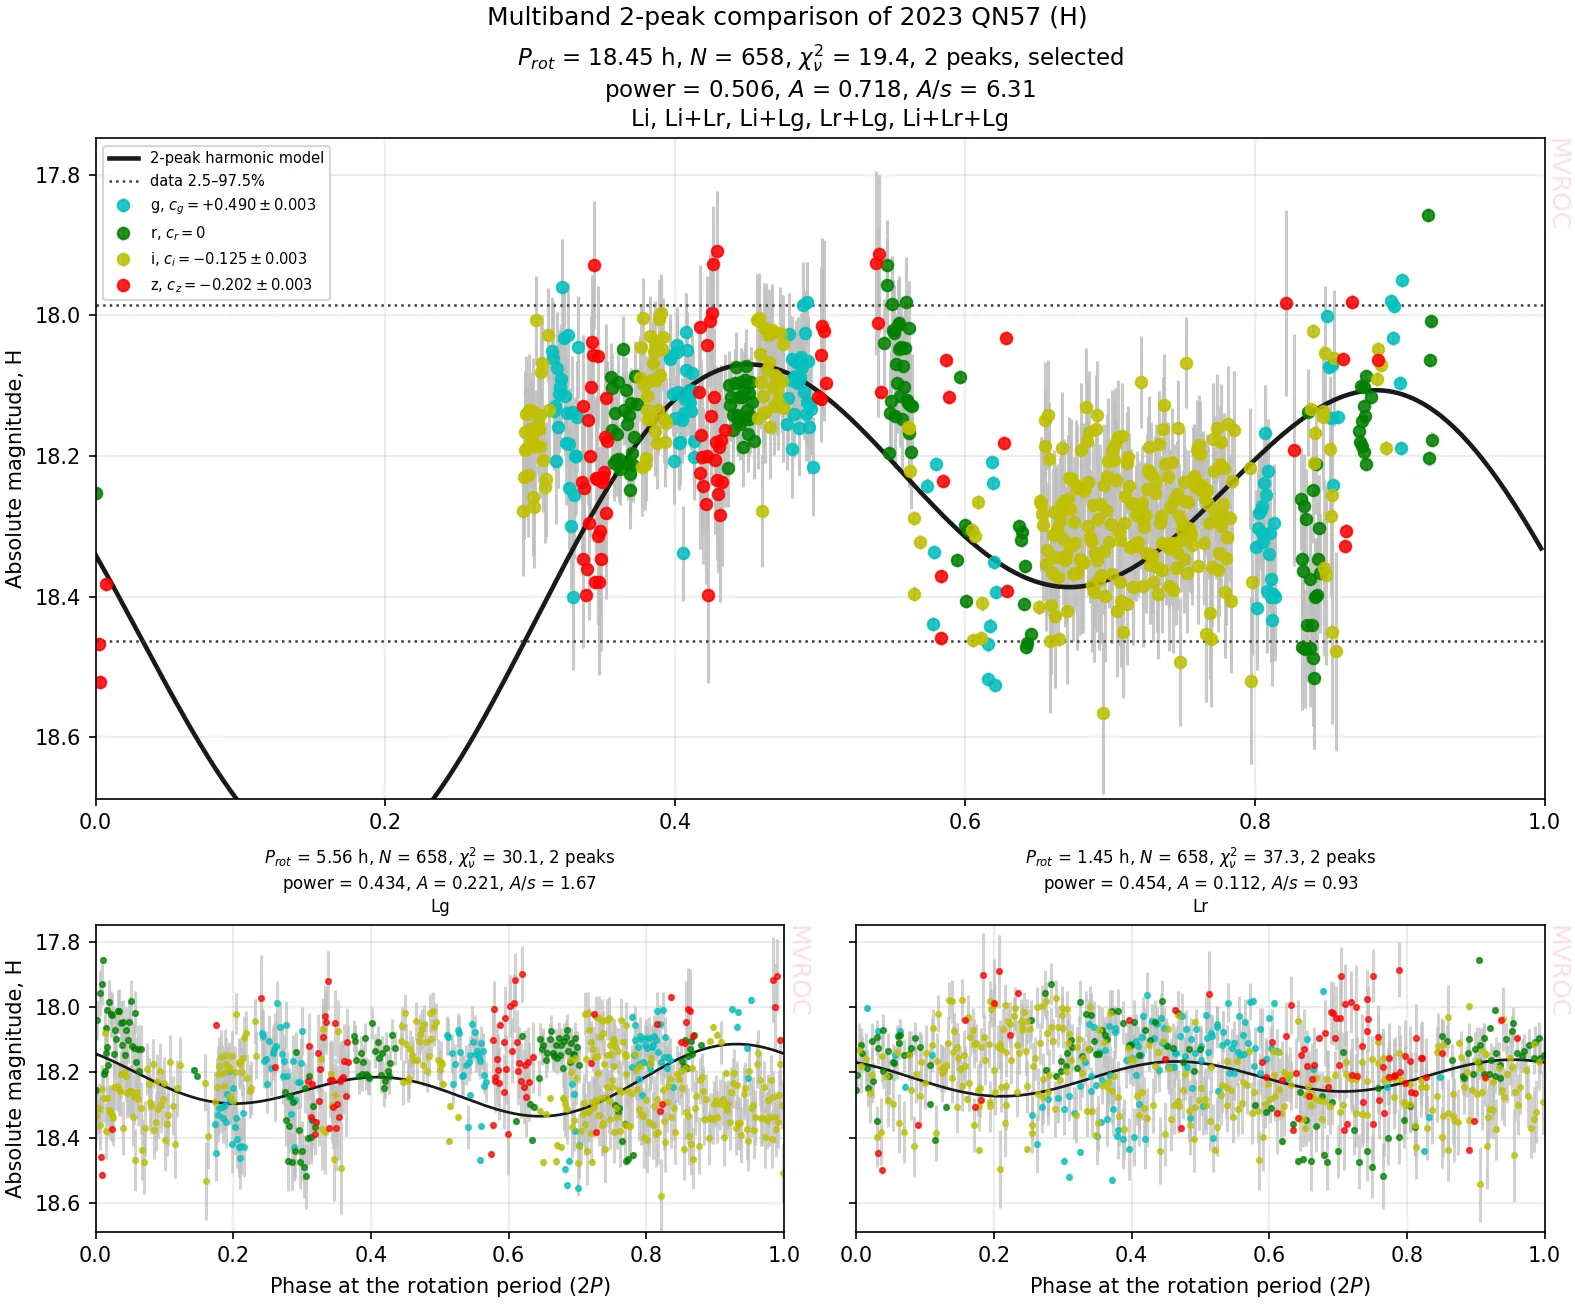 Multiband 2-peak comparison of 2023 QN57 (H)
P_rot = 18.45 h, N = 658, χ²_ν = 19.4, 2 peaks, selected
power = 0.506, A = 0.718, A/s = 6.31
Li, Li+Lr, Li+Lg, Lr+Lg, Li+Lr+Lg
2-peak harmonic model
data 2.5–97.5%
g, c_g = +0.490 ± 0.003
r, c_r = 0
i, c_i = −0.125 ± 0.003
z, c_z = −0.202 ± 0.003
MVROC
Absolute magnitude, H
17.8
18.0
18.2
18.4
18.6
0.0 0.2 0.4 0.6 0.8 1.0
P_rot = 5.56 h, N = 658, χ²_ν = 30.1, 2 peaks
power = 0.434, A = 0.221, A/s = 1.67
Lg
MVROC
Absolute magnitude, H
17.8
18.0
18.2
18.4
18.6
0.0 0.2 0.4 0.6 0.8 1.0
Phase at the rotation period (2P)
P_rot = 1.45 h, N = 658, χ²_ν = 37.3, 2 peaks
power = 0.454, A = 0.112, A/s = 0.93
Lr
MVROC
0.0 0.2 0.4 0.6 0.8 1.0
Phase at the rotation period (2P)